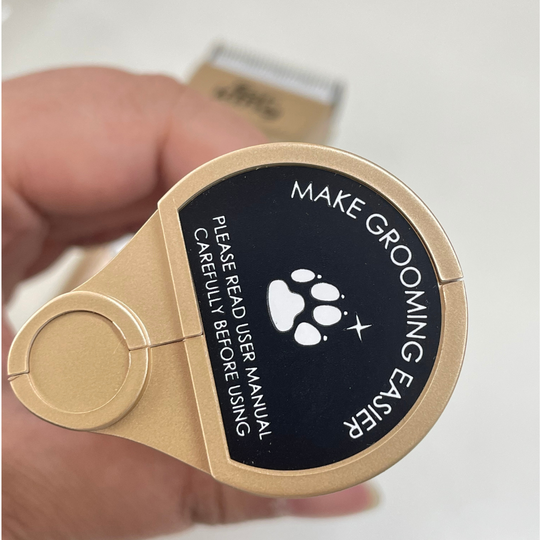 MAKE GROOMING EASIER
PLEASE READ USER MANUAL
CAREFULLY BEFORE USING